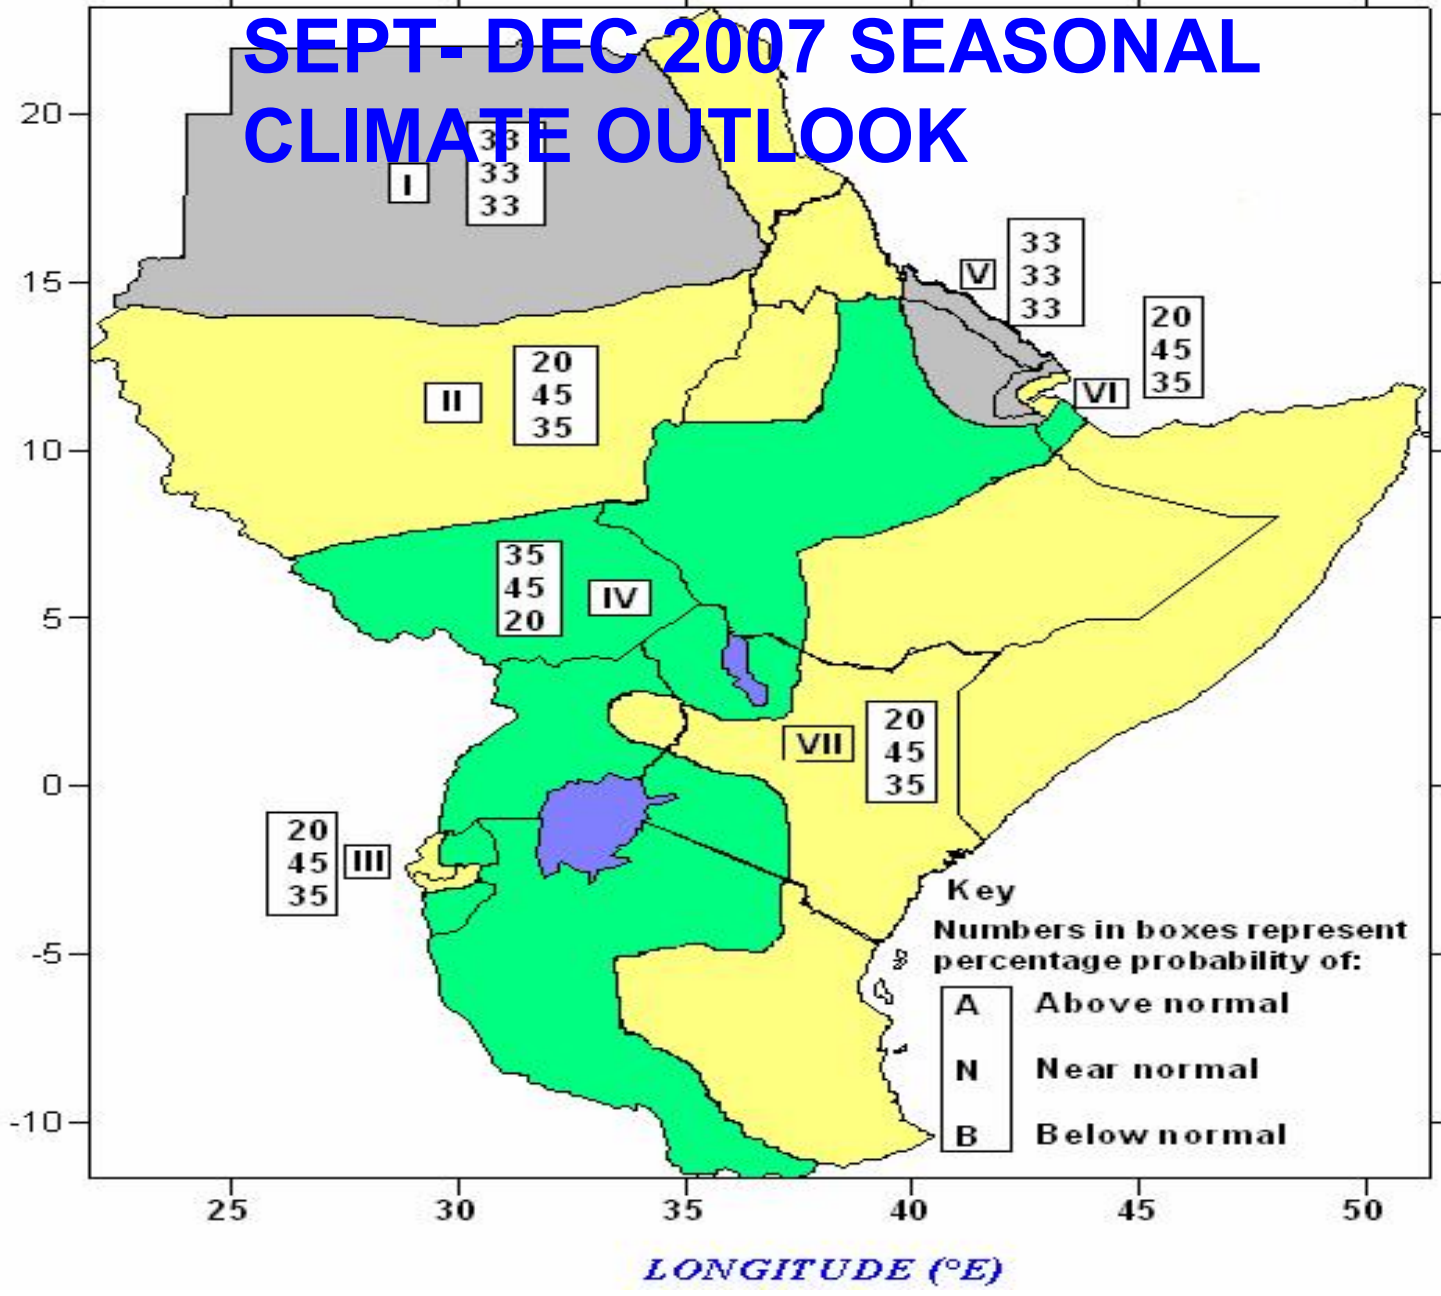 SEPT- DEC 2007 SEASONAL
CLIMATE OUTLOOK
20
15
10
5
0
-5
-10
I
33
33
33
V
33
33
33
20
45
35
VI
II
20
45
35
35
45
20
IV
VII
20
45
35
20
45
35
III
Key
Numbers in boxes represent
percentage probability of:
A Above normal
N Near normal
B Below normal
25 30 35 40 45 50
LONGITUDE (°E)